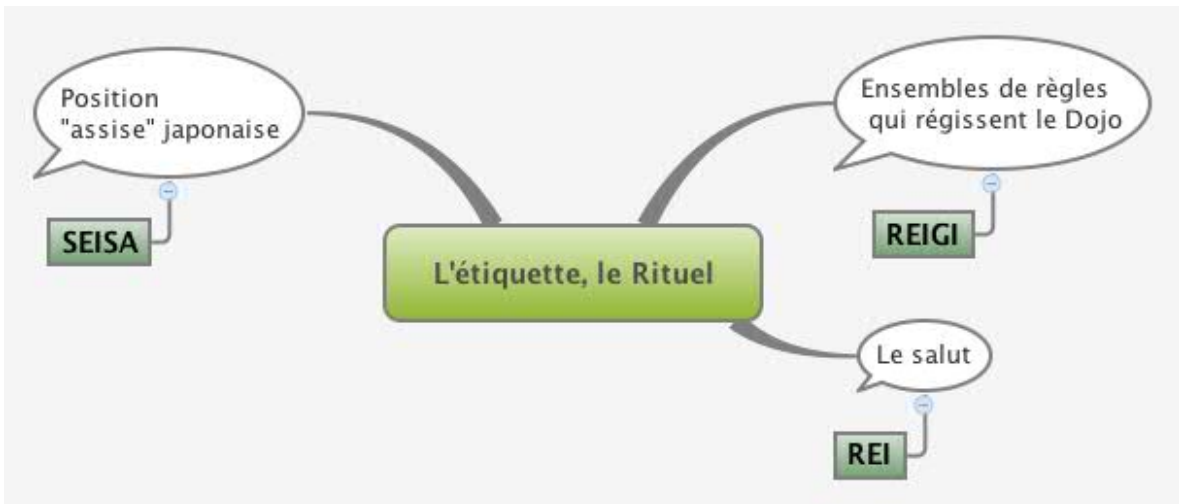 Position
"assise" japonaise
SEISA
L'étiquette, le Rituel
Ensembles de règles
qui régissent le Dojo
REIGI
Le salut
REI